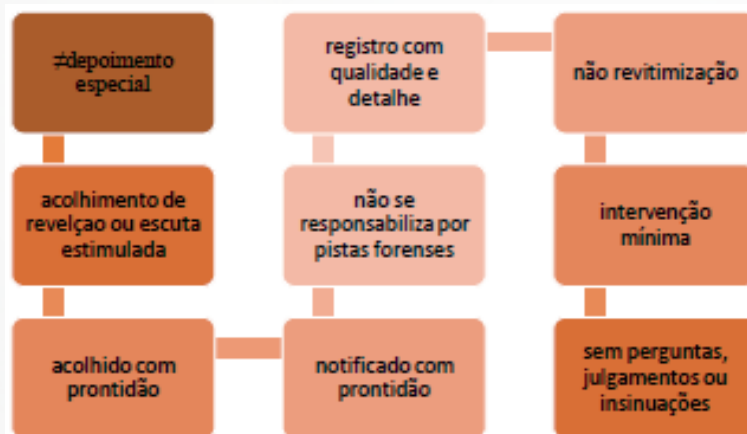 ≠depoimento
especial
acolhimento de
revelçao ou escuta
estimulada
acolhido com
prontidão
notificado com
prontidão
não se
responsabiliza por
pistas forenses
registro com
qualidade e
detalhe
não revitimização
intervenção
mínima
sem perguntas,
julgamentos ou
insinuações